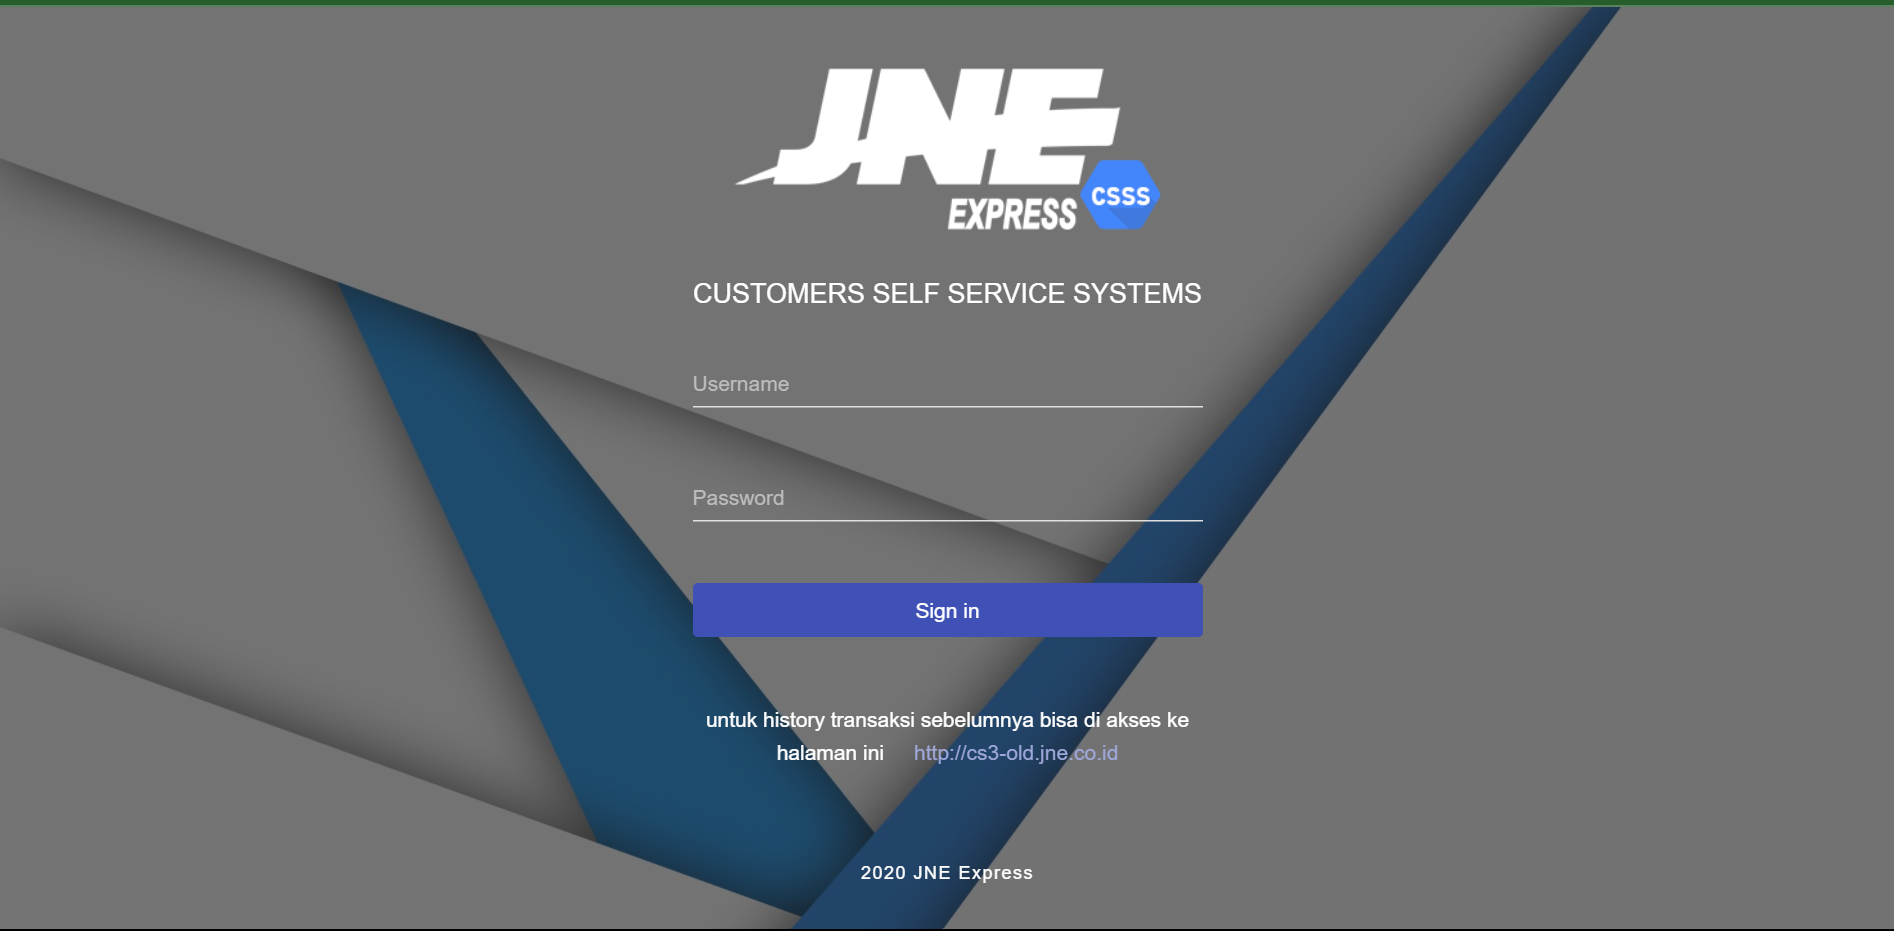 JNE
EXPRESS
CSSS
CUSTOMERS SELF SERVICE SYSTEMS
Username
Password
Sign in
untuk history transaksi sebelumnya bisa di akses ke
halaman ini http://cs3-old.jne.co.id
2020 JNE Express